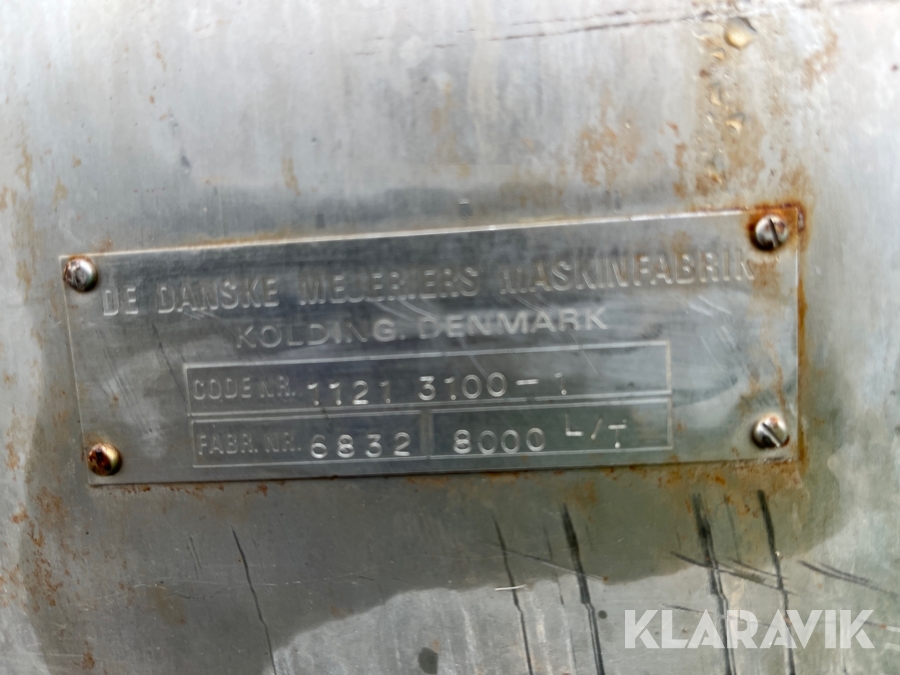 DE DANSKE MEJERIERS MASKINFABRIK
KOLDING. DENMARK
CODE NR. 1121 3100-1
FABR. NR. 6832 8000 L/T
KLARAVIK